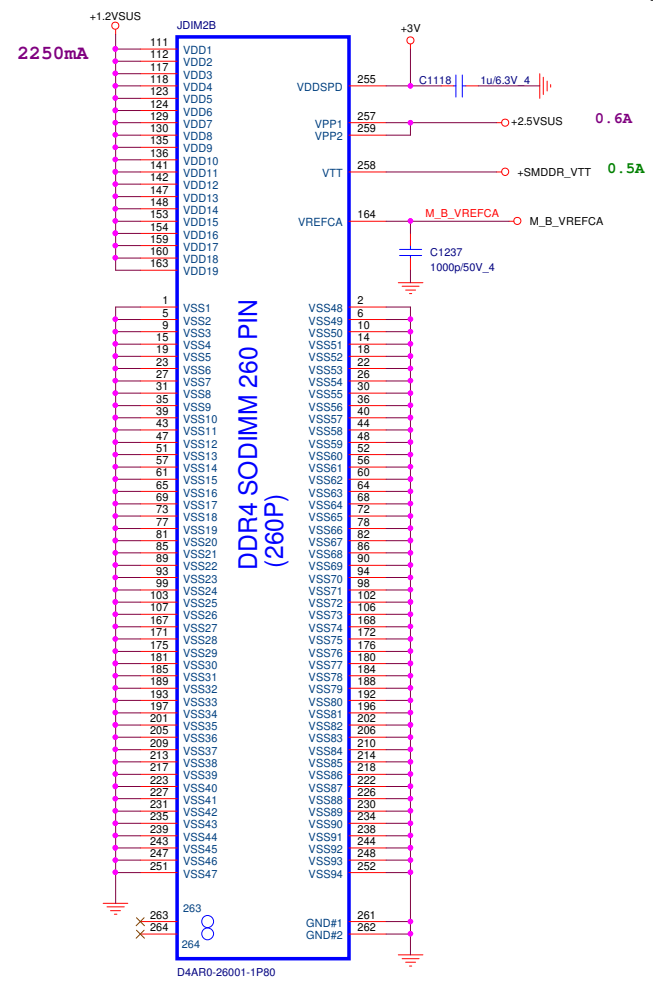 +1.2VSUS
JDIM2B
+3V
2250mA
111 VDD1
112 VDD2
117 VDD3
118 VDD4
123 VDD5
124 VDD6
129 VDD7
130 VDD8
135 VDD9
136 VDD10
141 VDD11
142 VDD12
147 VDD13
148 VDD14
153 VDD15
154 VDD16
159 VDD17
160 VDD18
163 VDD19
VDDSPD 255 C1118 1u/6.3V_4
VPP1 257 +2.5VSUS 0.6A
VPP2 259
VTT 258 +SMDDR_VTT 0.5A
VREFCA 164 M_B_VREFCA M_B_VREFCA
C1237
1000p/50V_4
DDR4 SODIMM 260 PIN
(260P)
1 VSS1 VSS48 2
5 VSS2 VSS49 6
9 VSS3 VSS50 10
15 VSS4 VSS51 14
19 VSS5 VSS52 18
23 VSS6 VSS53 22
27 VSS7 VSS54 26
31 VSS8 VSS55 30
35 VSS9 VSS56 36
39 VSS10 VSS57 40
43 VSS11 VSS58 44
47 VSS12 VSS59 48
51 VSS13 VSS60 52
57 VSS14 VSS61 56
61 VSS15 VSS62 60
65 VSS16 VSS63 64
69 VSS17 VSS64 68
73 VSS18 VSS65 72
77 VSS19 VSS66 78
81 VSS20 VSS67 82
85 VSS21 VSS68 86
89 VSS22 VSS69 90
93 VSS23 VSS70 94
99 VSS24 VSS71 98
103 VSS25 VSS72 102
107 VSS26 VSS73 106
167 VSS27 VSS74 168
171 VSS28 VSS75 172
175 VSS29 VSS76 176
181 VSS30 VSS77 180
185 VSS31 VSS78 184
189 VSS32 VSS79 188
193 VSS33 VSS80 192
197 VSS34 VSS81 196
201 VSS35 VSS82 202
205 VSS36 VSS83 206
209 VSS37 VSS84 210
213 VSS38 VSS85 214
217 VSS39 VSS86 218
223 VSS40 VSS87 222
227 VSS41 VSS88 226
231 VSS42 VSS89 230
235 VSS43 VSS90 234
239 VSS44 VSS91 238
243 VSS45 VSS92 244
247 VSS46 VSS93 248
251 VSS47 VSS94 252
263 263 GND#1 261
264 264 GND#2 262
D4AR0-26001-1P80